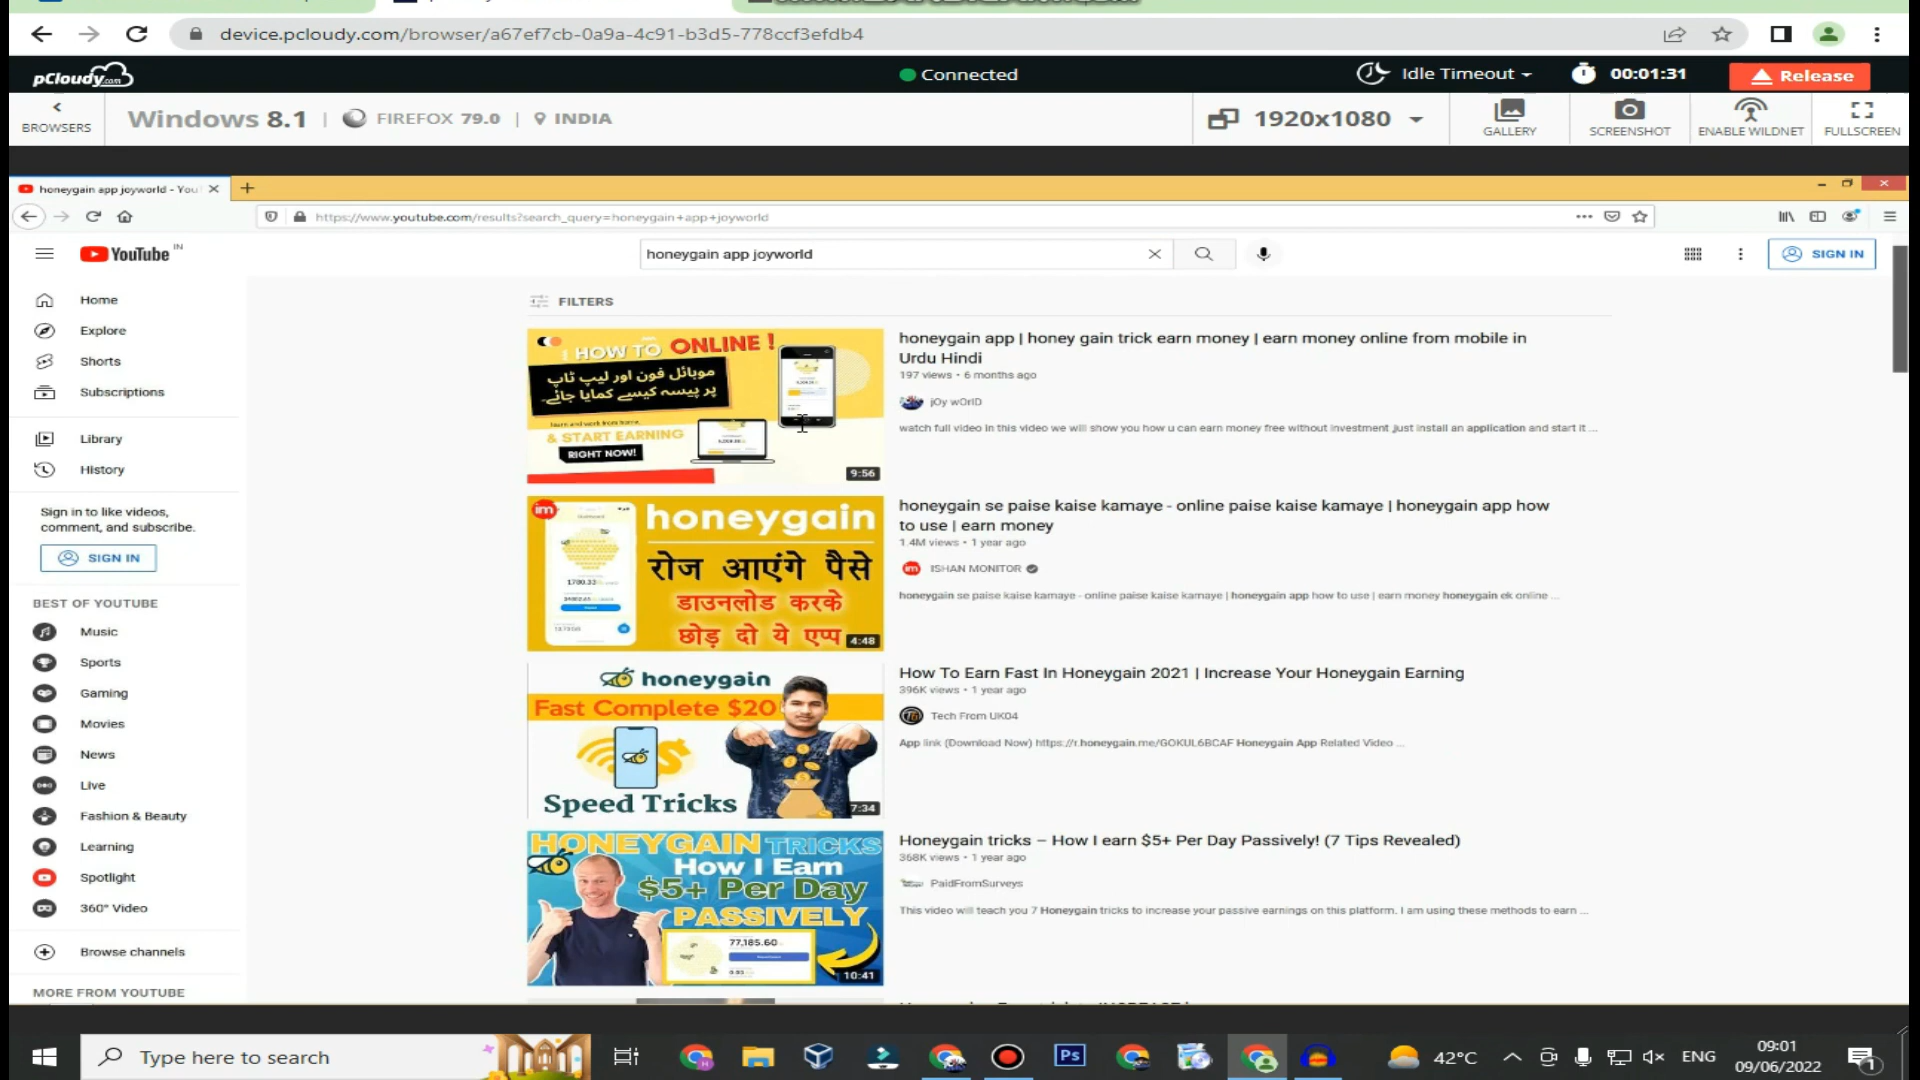 device.pcloudy.com/browser/a67ef7cb-0a9a-4c91-b3d5-778ccf3efdb4
pCloudy.com
Connected
Idle Timeout
00:01:31
Release
BROWSERS
Windows 8.1 | FIREFOX 79.0 | INDIA
1920x1080
GALLERY
SCREENSHOT
ENABLE WILDNET
FULLSCREEN
honeygain app joyworld - You
https://www.youtube.com/results?search_query=honeygain+app+joyworld
YouTube IN
honeygain app joyworld
SIGN IN
Home
Explore
Shorts
Subscriptions
Library
History
Sign in to like videos,
comment, and subscribe.
SIGN IN
BEST OF YOUTUBE
Music
Sports
Gaming
Movies
News
Live
Fashion & Beauty
Learning
Spotlight
360° Video
Browse channels
MORE FROM YOUTUBE
FILTERS
! HOW TO ONLINE !
موبائل فون اور لیپ ٹاپ
پر پیسہ کیسے کمایا جائے۔
& START EARNING
RIGHT NOW!
9:56
honeygain app | honey gain trick earn money | earn money online from mobile in
Urdu Hindi
197 views • 6 months ago
jOy wOrlD
watch full video in this video we will show you how u can earn money free without investment just install an application and start it ...
im
honeygain
रोज आएंगे पैसे
डाउनलोड करके
छोड़ दो ये एप्प
1700.33
4:48
honeygain se paise kaise kamaye - online paise kaise kamaye | honeygain app how
to use | earn money
1.4M views • 1 year ago
ISHAN MONITOR
honeygain se paise kaise kamaye - online paise kaise kamaye | honeygain app how to use | earn money honeygain ek online ...
honeygain
Fast Complete $20
Speed Tricks
7:34
How To Earn Fast In Honeygain 2021 | Increase Your Honeygain Earning
396K views • 1 year ago
Tech From UK04
App link (Download Now) https://r.honeygain.me/GOKUL6BCAF Honeygain App Related Video ...
HONEYGAIN TRICKS
How I Earn
$5+ Per Day
PASSIVELY
77,185.60
10:41
Honeygain tricks – How I earn $5+ Per Day Passively! (7 Tips Revealed)
368K views • 1 year ago
PaidFromSurveys
This video will teach you 7 Honeygain tricks to increase your passive earnings on this platform. I am using these methods to earn ...
Type here to search
Ps
42°C
ENG
09:01
09/06/2022
1